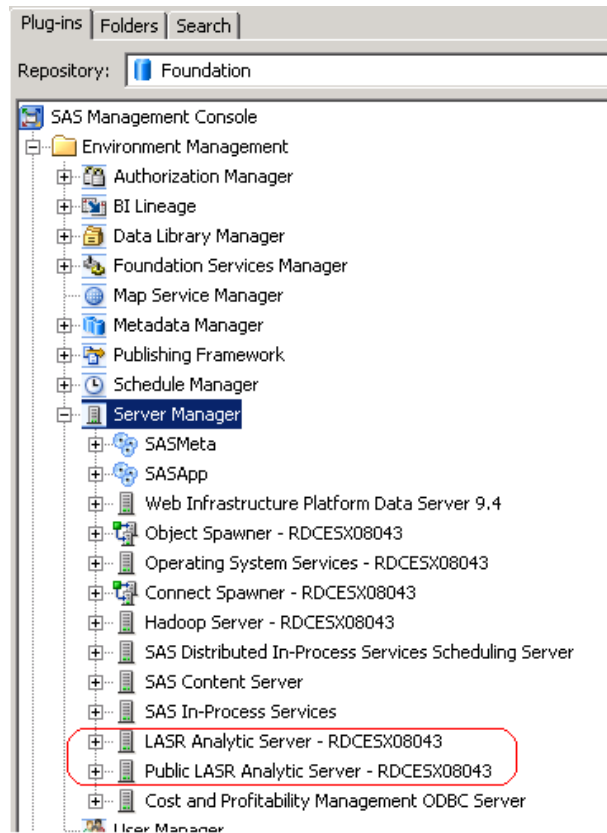 Plug-ins Folders Search
Repository: Foundation
SAS Management Console
Environment Management
Authorization Manager
BI Lineage
Data Library Manager
Foundation Services Manager
Map Service Manager
Metadata Manager
Publishing Framework
Schedule Manager
Server Manager
SASMeta
SASApp
Web Infrastructure Platform Data Server 9.4
Object Spawner - RDCESX08043
Operating System Services - RDCESX08043
Connect Spawner - RDCESX08043
Hadoop Server - RDCESX08043
SAS Distributed In-Process Services Scheduling Server
SAS Content Server
SAS In-Process Services
LASR Analytic Server - RDCESX08043
Public LASR Analytic Server - RDCESX08043
Cost and Profitability Management ODBC Server
User Manager